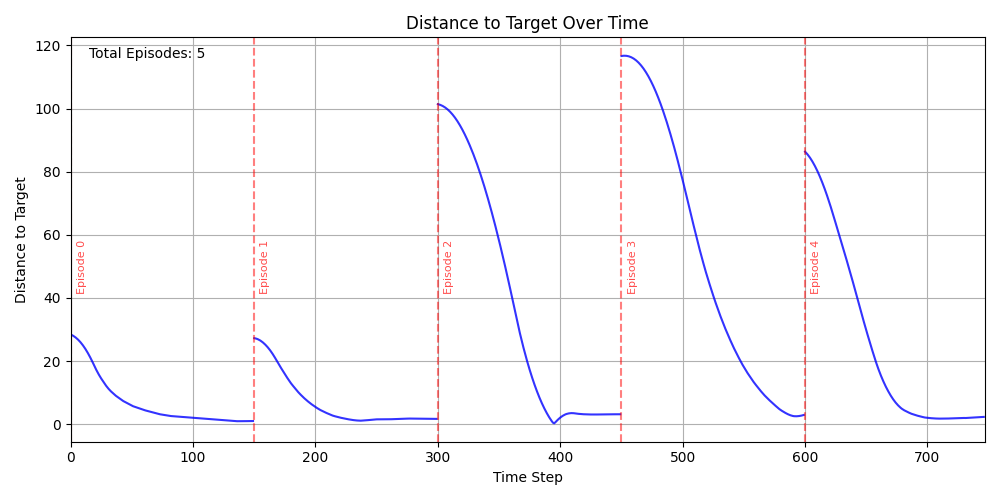 Distance to Target Over Time
Total Episodes: 5
120
100
80
60
40
20
0
Distance to Target
Episode 0
Episode 1
Episode 2
Episode 3
Episode 4
0
100
200
300
400
500
600
700
Time Step